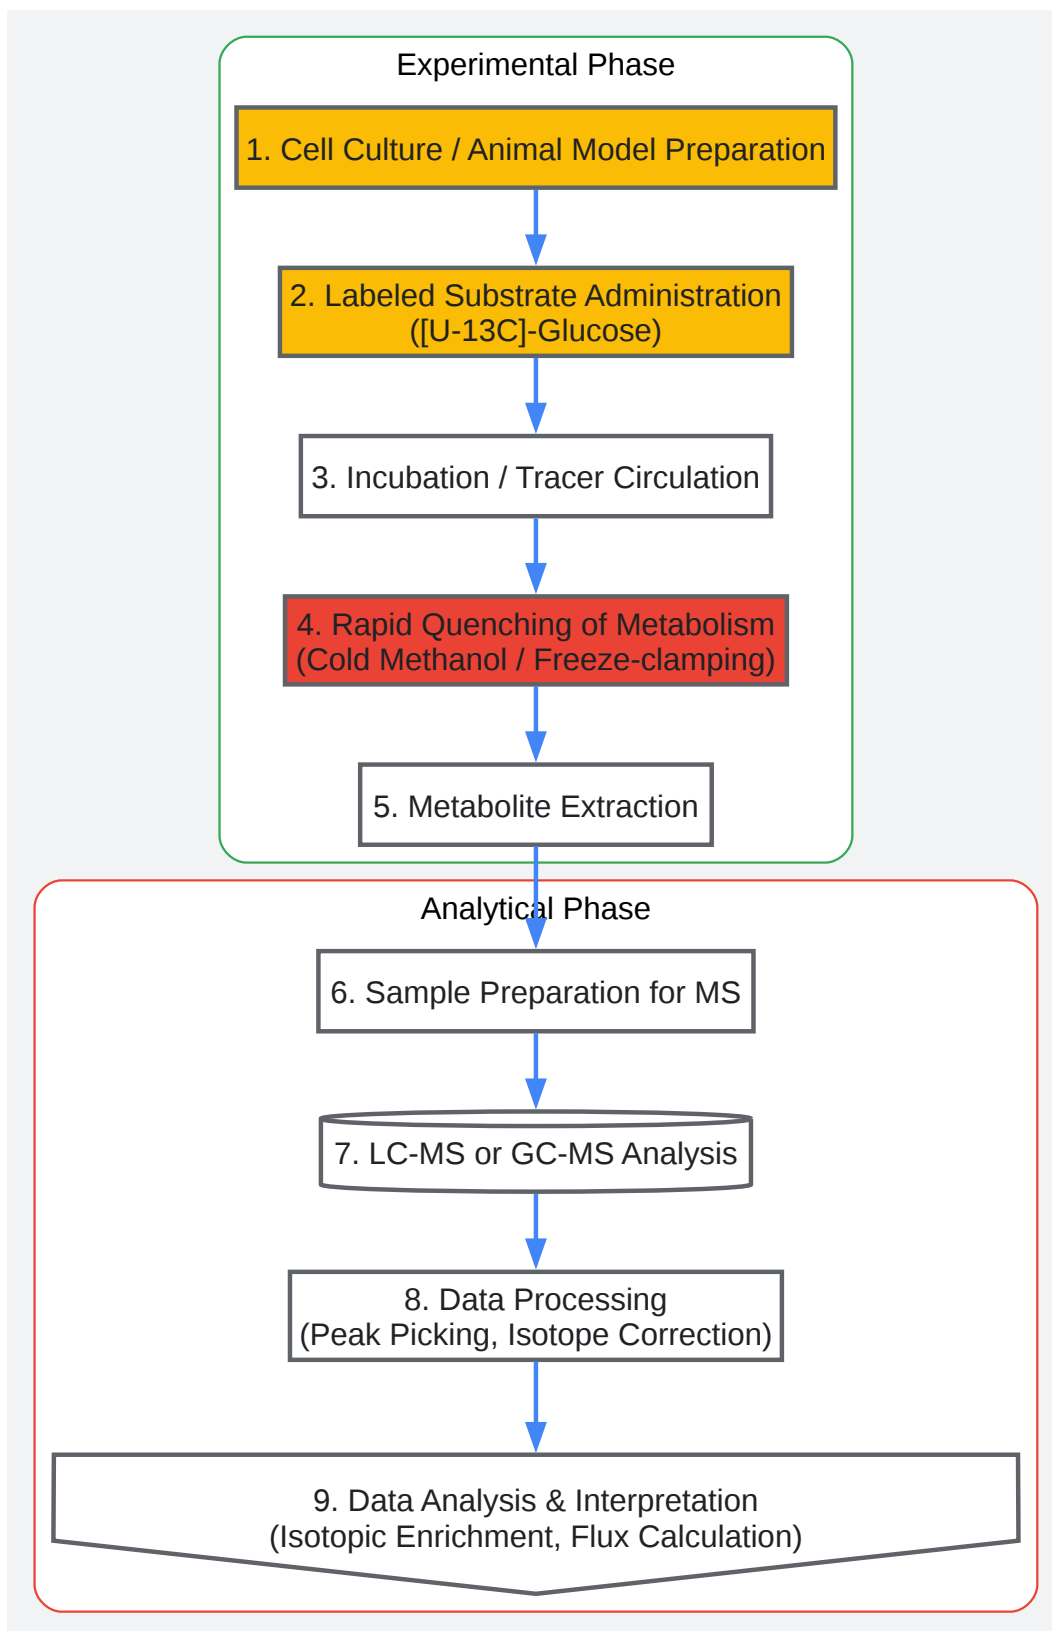 Experimental Phase
1. Cell Culture / Animal Model Preparation
2. Labeled Substrate Administration
([U-13C]-Glucose)
3. Incubation / Tracer Circulation
4. Rapid Quenching of Metabolism
(Cold Methanol / Freeze-clamping)
5. Metabolite Extraction
Analytical Phase
6. Sample Preparation for MS
7. LC-MS or GC-MS Analysis
8. Data Processing
(Peak Picking, Isotope Correction)
9. Data Analysis & Interpretation
(Isotopic Enrichment, Flux Calculation)